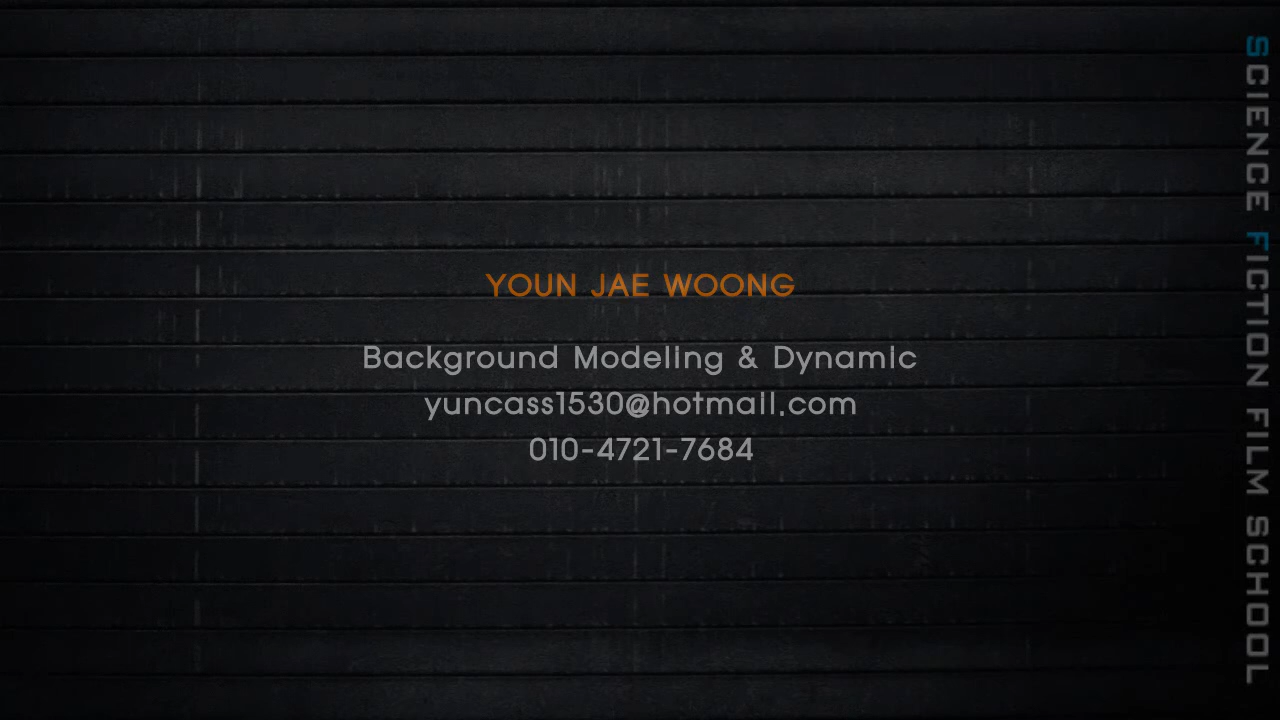 YOUN JAE WOONG
Background Modeling & Dynamic
yuncass1530@hotmail.com
010-4721-7684
SCIENCE FICTION FILM SCHOOL